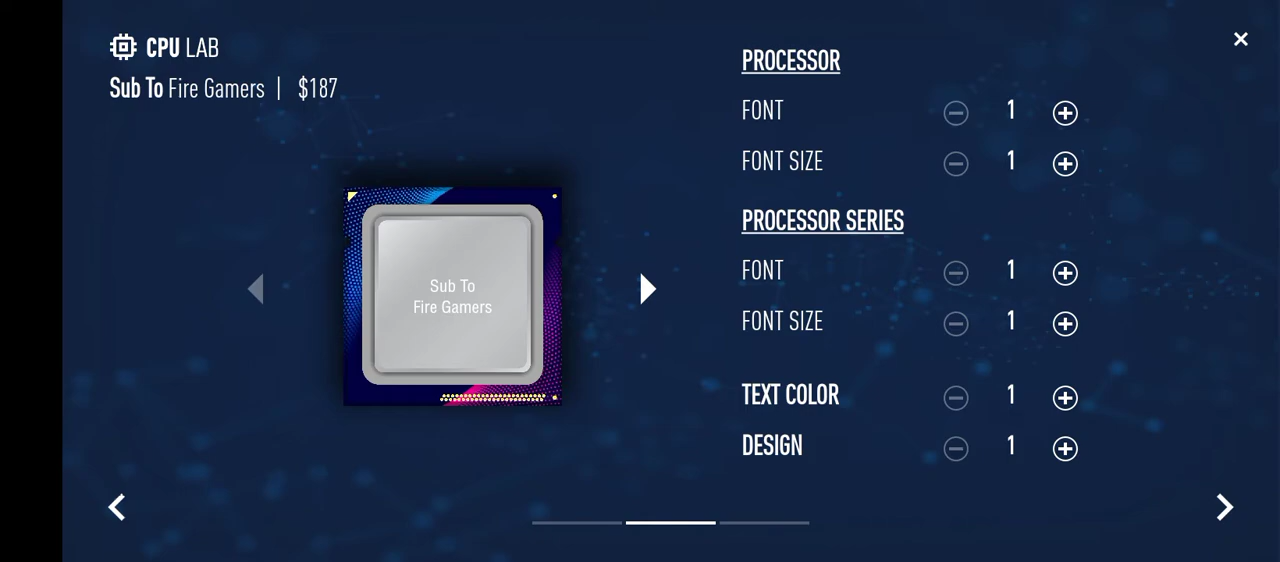 CPU LAB
Sub To Fire Gamers | $187
Sub To
Fire Gamers
PROCESSOR
FONT 1
FONT SIZE 1
PROCESSOR SERIES
FONT 1
FONT SIZE 1
TEXT COLOR 1
DESIGN 1